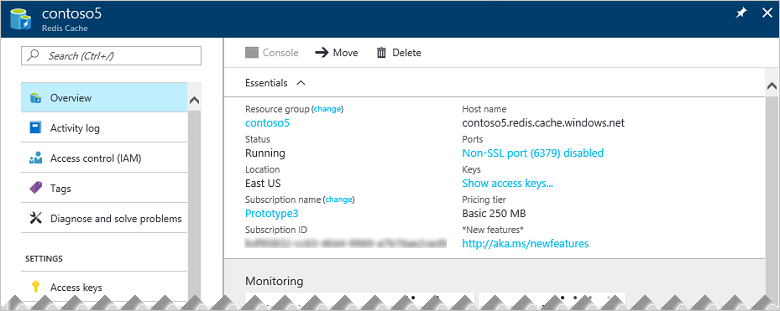 contoso5
Redis Cache
Search (Ctrl+/)
Overview
Activity log
Access control (IAM)
Tags
Diagnose and solve problems
SETTINGS
Access keys
Console Move Delete
Essentials
Resource group (change)
contoso5
Status
Running
Location
East US
Subscription name (change)
Prototype3
Subscription ID
Host name
contoso5.redis.cache.windows.net
Ports
Non-SSL port (6379) disabled
Keys
Show access keys...
Pricing tier
Basic 250 MB
*New features*
http://aka.ms/newfeatures
Monitoring